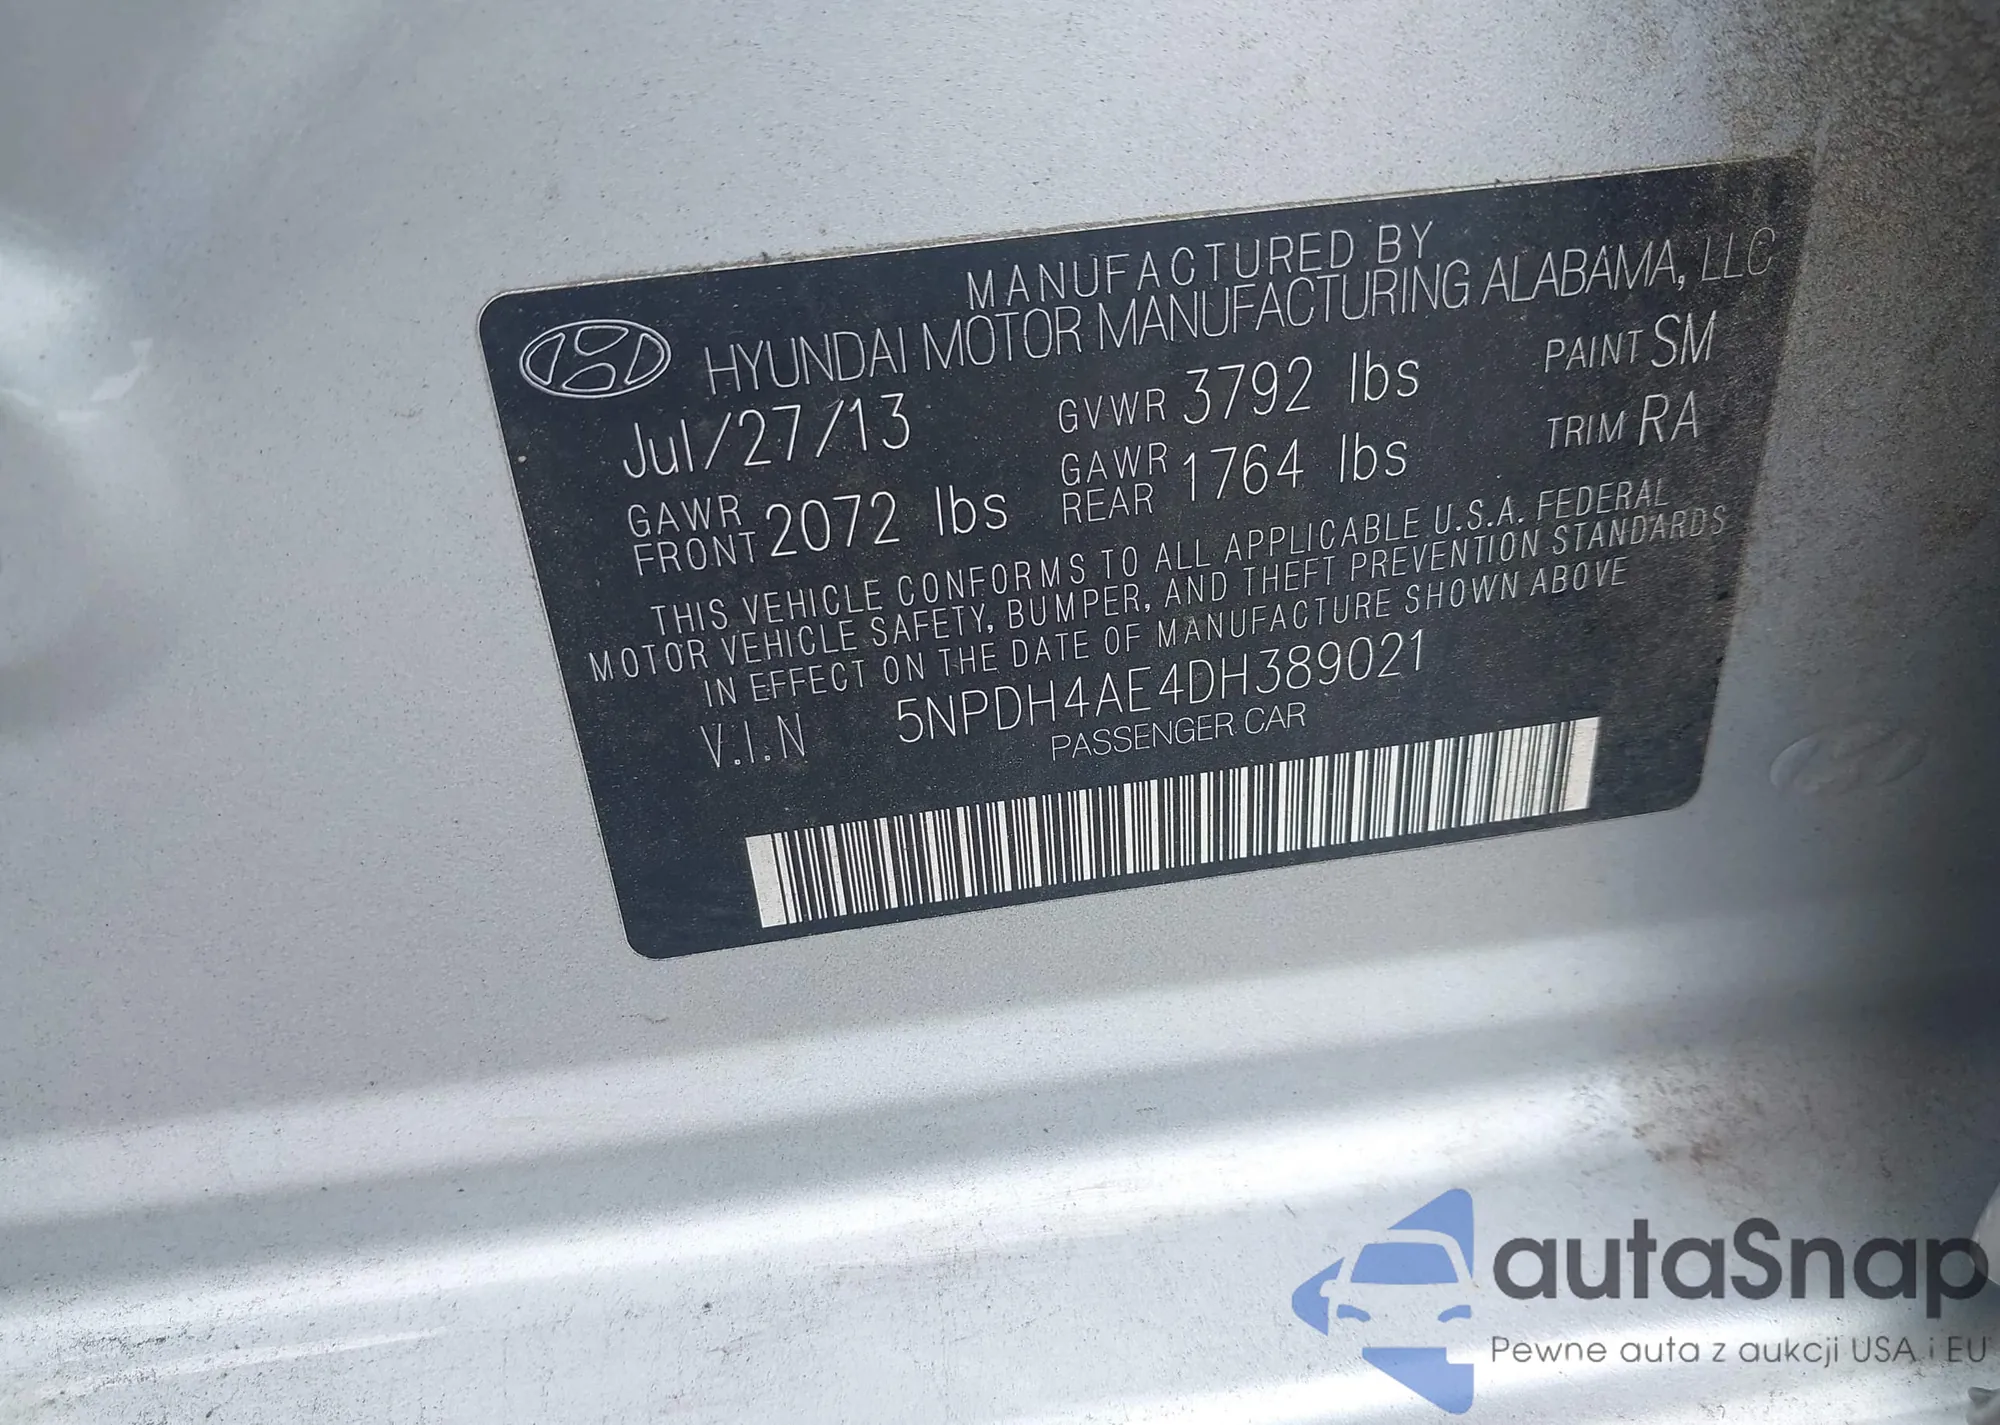 MANUFACTURED BY
HYUNDAI MOTOR MANUFACTURING ALABAMA, LLC
Jul/27/13 GVWR 3792 lbs PAINT SM
GAWR FRONT 2072 lbs GAWR REAR 1764 lbs TRIM RA
THIS VEHICLE CONFORMS TO ALL APPLICABLE U.S.A. FEDERAL
MOTOR VEHICLE SAFETY, BUMPER, AND THEFT PREVENTION STANDARDS
IN EFFECT ON THE DATE OF MANUFACTURE SHOWN ABOVE
V.I.N 5NPDH4AE4DH389021
PASSENGER CAR
autaSnap
Pewne auta z aukcji USA i EU